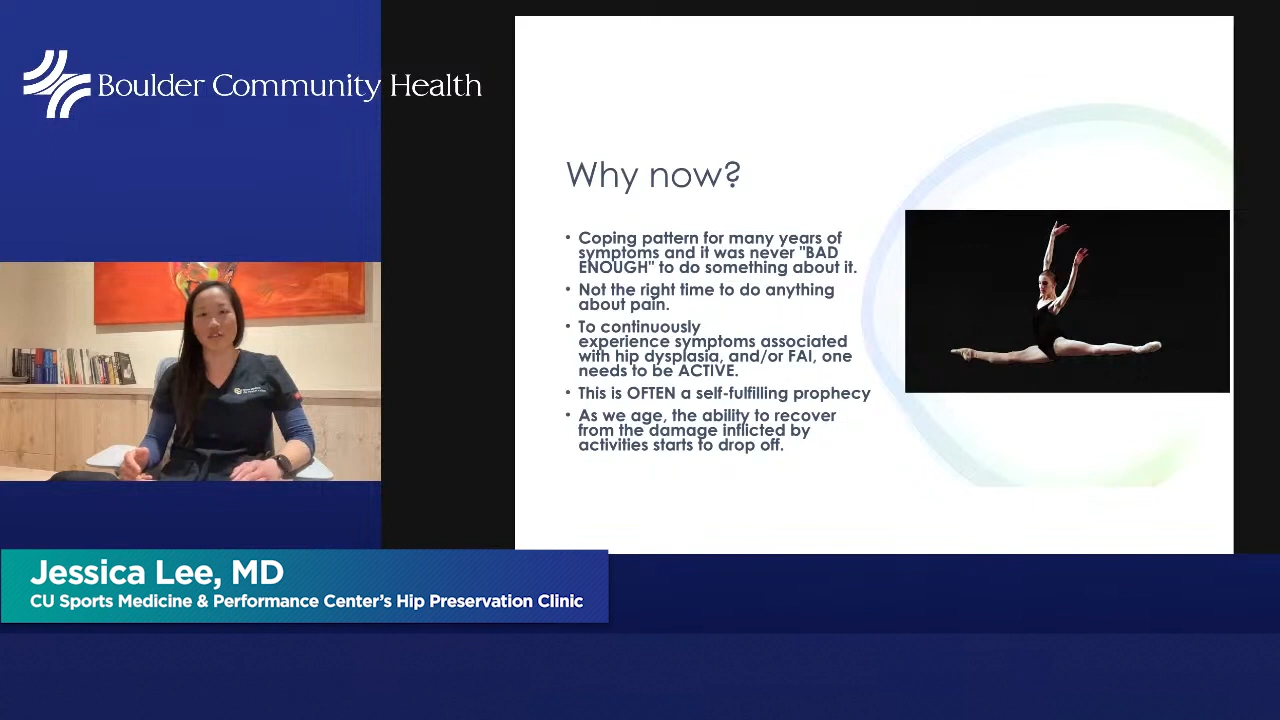 Boulder Community Health
Why now?
• Coping pattern for many years of
symptoms and it was never "BAD
ENOUGH" to do something about it.
• Not the right time to do anything
about pain.
• To continuously
experience symptoms associated
with hip dysplasia, and/or FAI, one
needs to be ACTIVE.
• This is OFTEN a self-fulfilling prophecy
• As we age, the ability to recover
from the damage inflicted by
activities starts to drop off.
Jessica Lee, MD
CU Sports Medicine & Performance Center's Hip Preservation Clinic